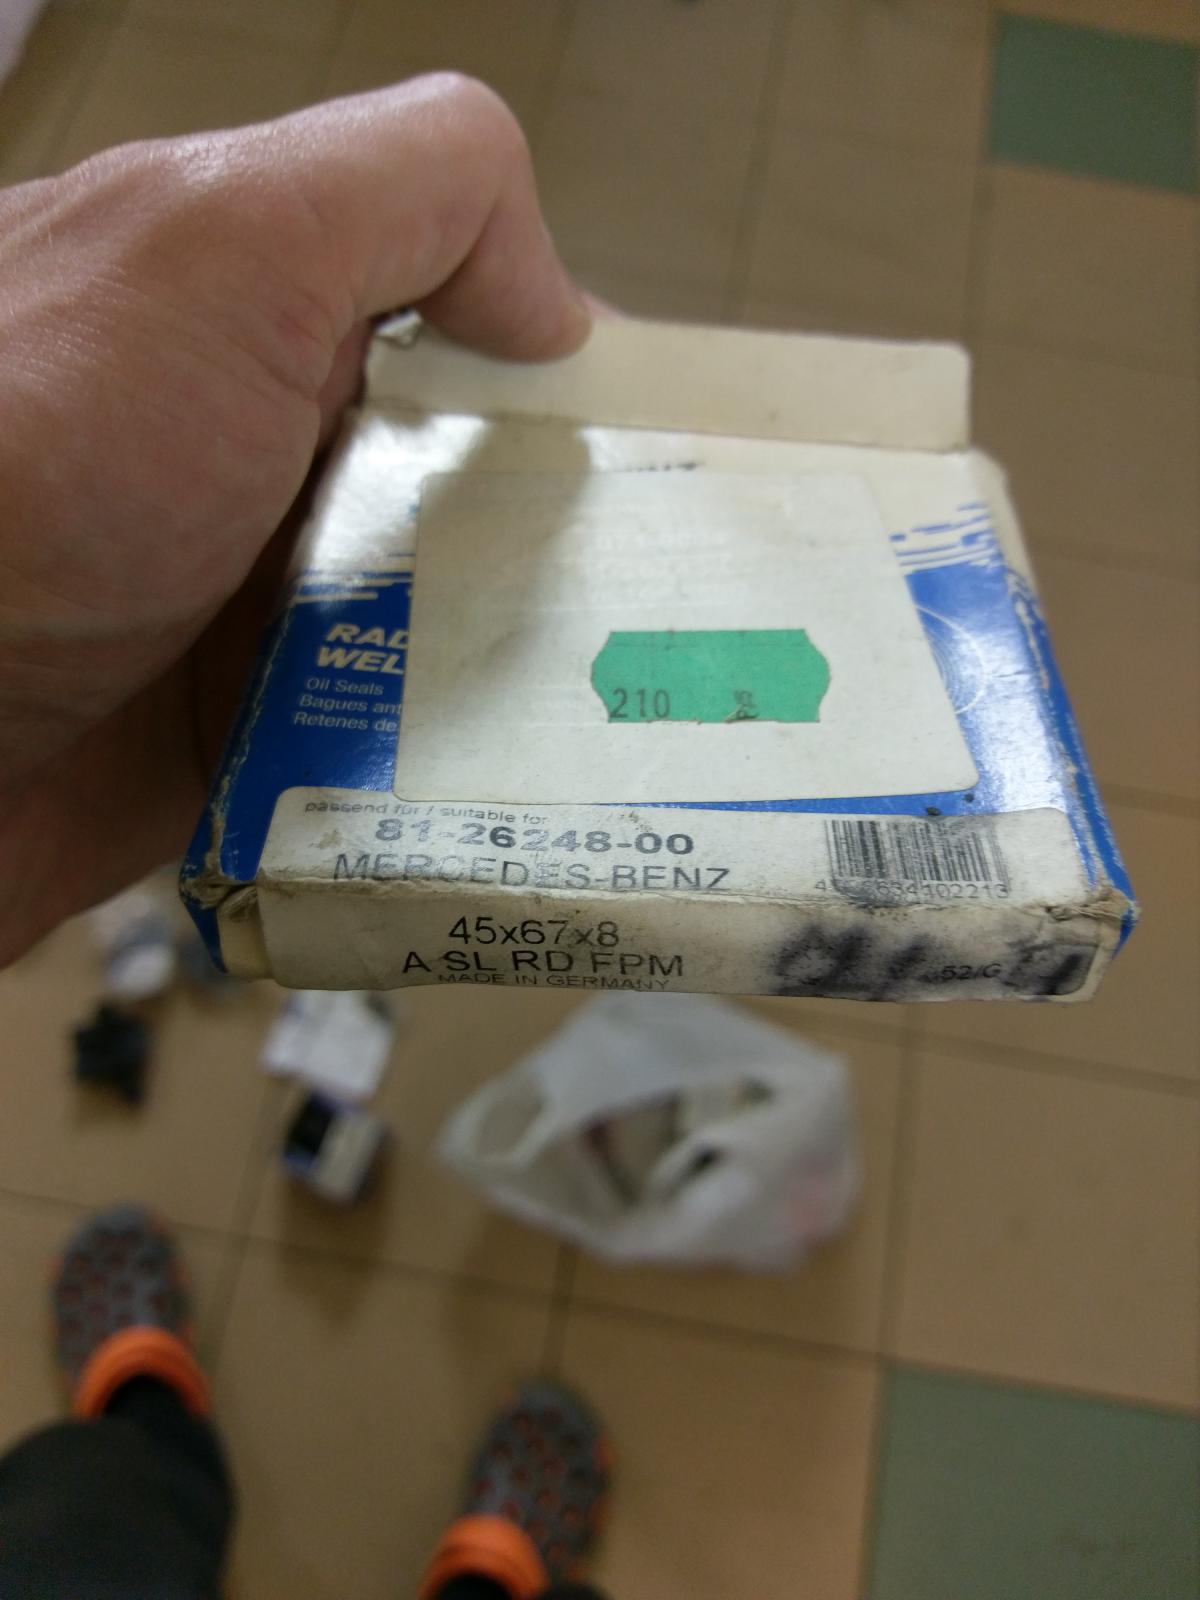 RAD
WEL
Oil Seals
Bagues ant
Retenes de
210
passend für / suitable for
81-26248-00
MERCEDES-BENZ
45x67x8
A SL RD FPM
MADE IN GERMANY
52/G